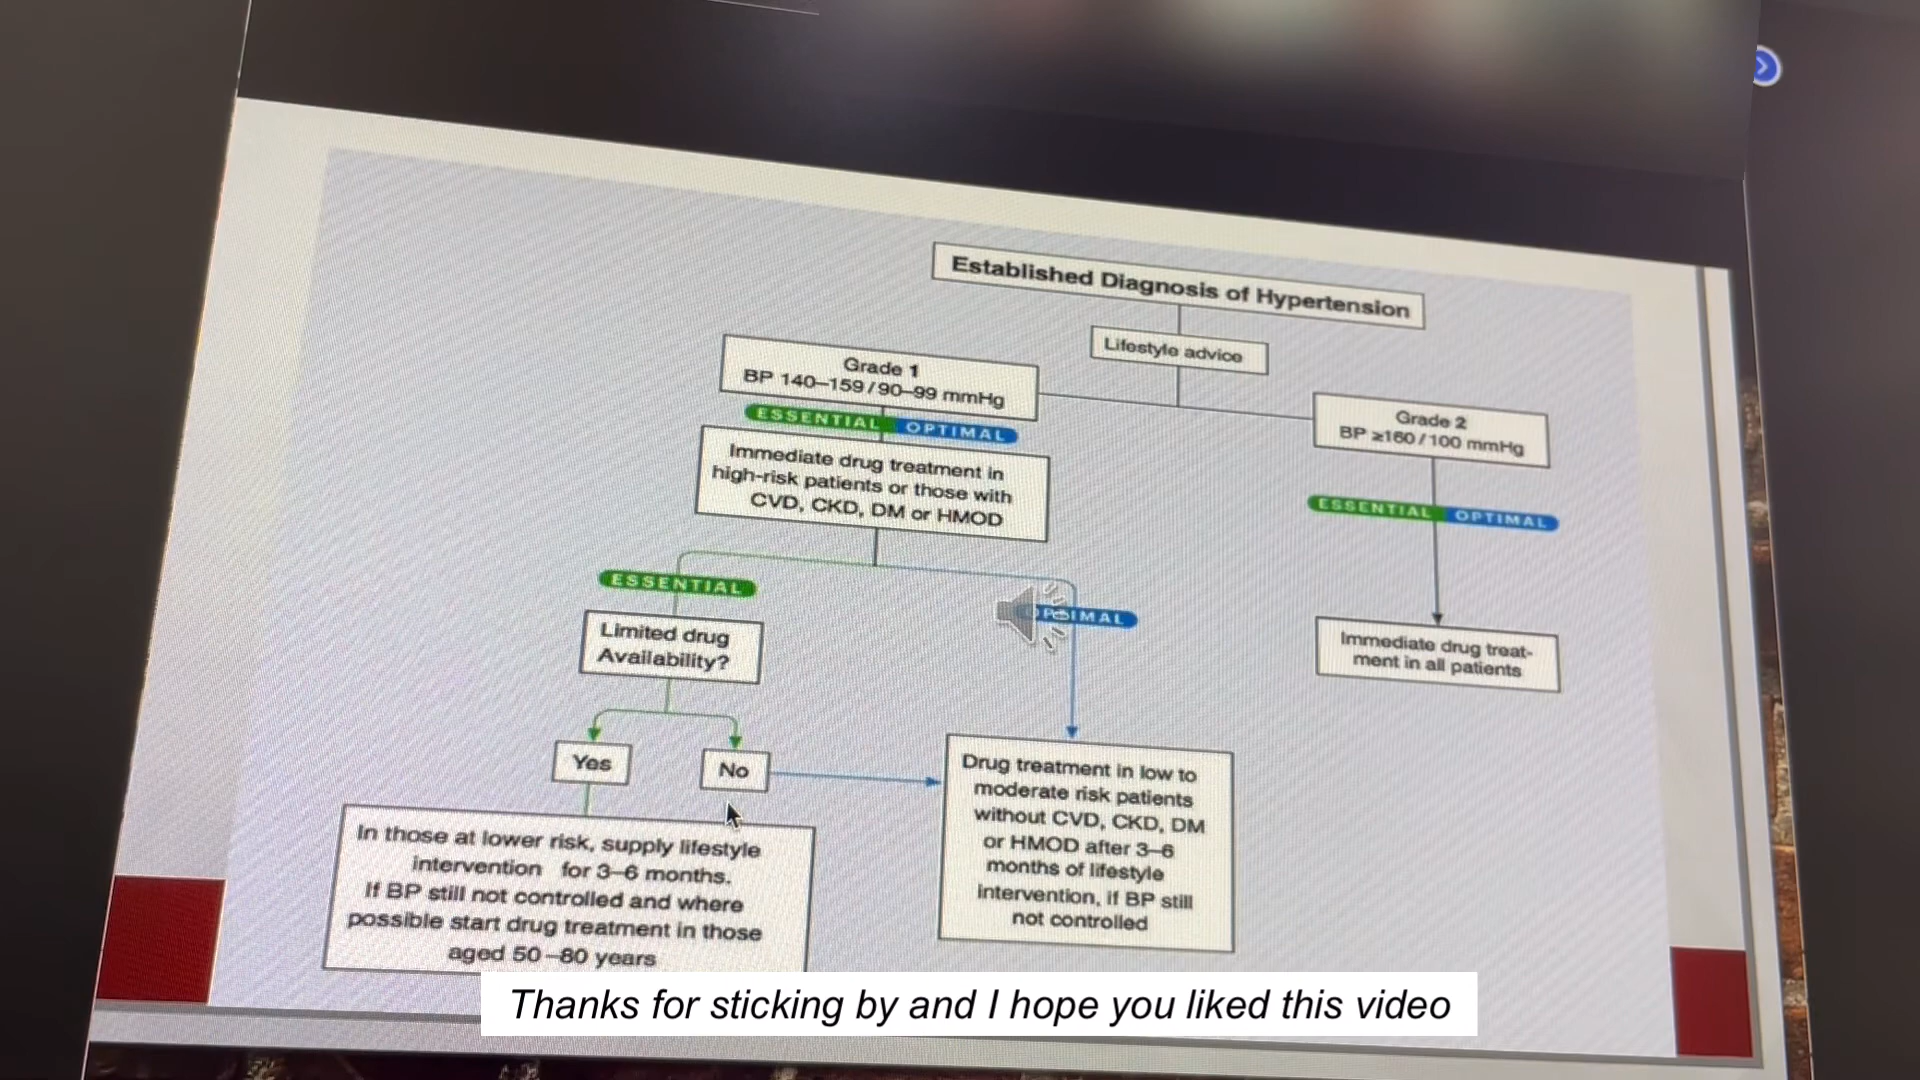 Established Diagnosis of Hypertension
Lifestyle advice
Grade 1
BP 140–159/90–99 mmHg
ESSENTIAL OPTIMAL
Immediate drug treatment in
high-risk patients or those with
CVD, CKD, DM or HMOD
Grade 2
BP ≥160/100 mmHg
ESSENTIAL OPTIMAL
Immediate drug treat-
ment in all patients
ESSENTIAL
Limited drug
Availability?
OPTIMAL
Yes
No
In those at lower risk, supply lifestyle
intervention for 3–6 months.
If BP still not controlled and where
possible start drug treatment in those
aged 50–80 years
Drug treatment in low to
moderate risk patients
without CVD, CKD, DM
or HMOD after 3–6
months of lifestyle
intervention, if BP still
not controlled
Thanks for sticking by and I hope you liked this video